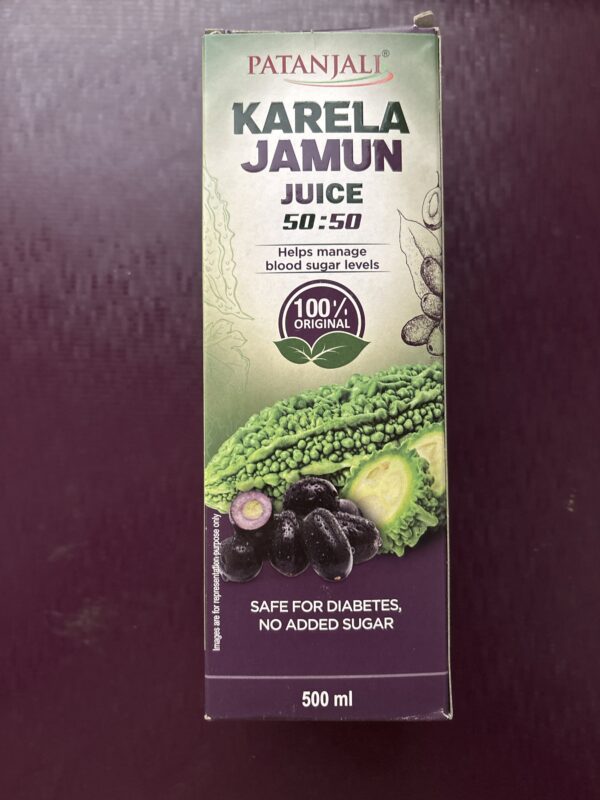 PATANJALI®
KARELA
JAMUN
JUICE
50:50
Helps manage
blood sugar levels
100%
ORIGINAL
Images are for representation purpose only
SAFE FOR DIABETES,
NO ADDED SUGAR
500 ml